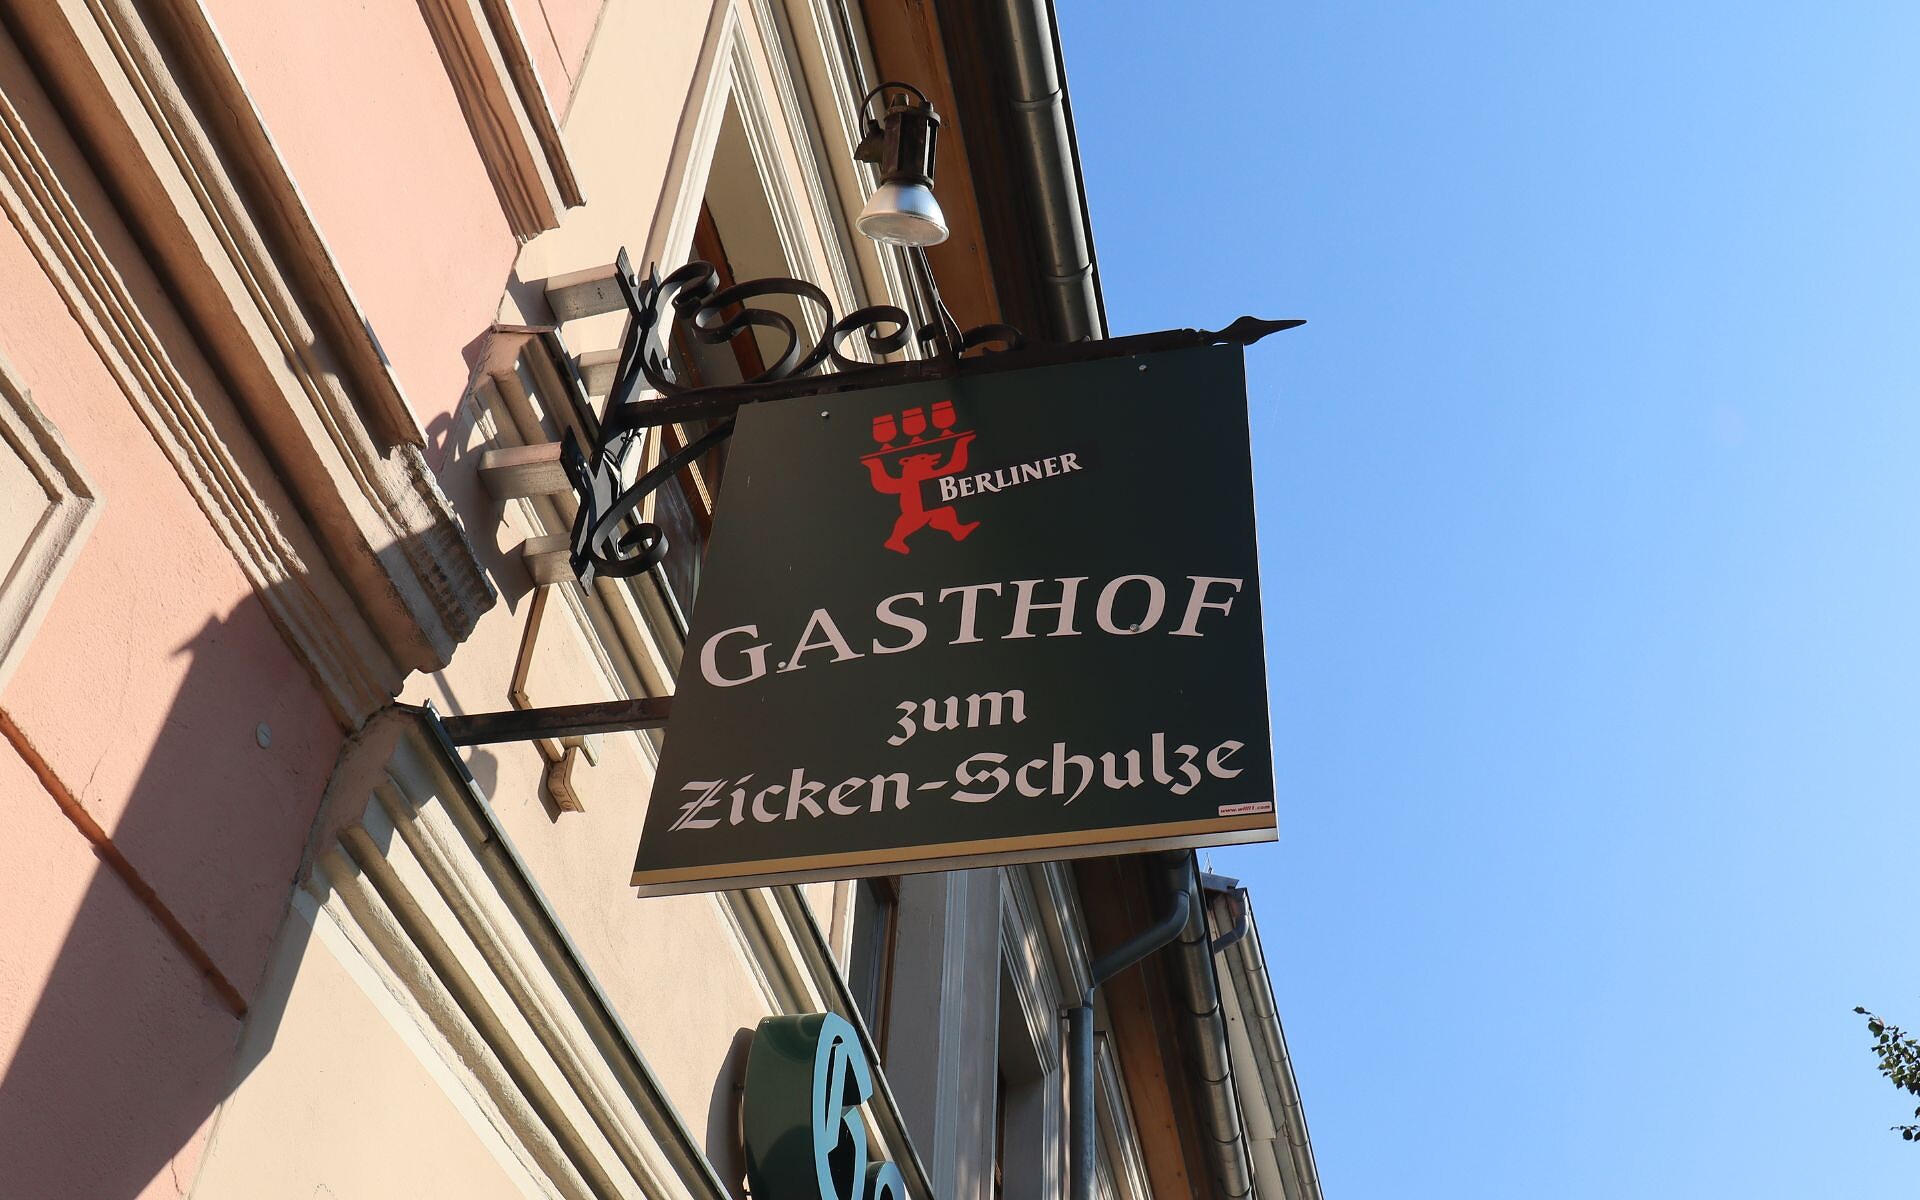 BERLINER
GASTHOF
zum
Zicken-Schulze